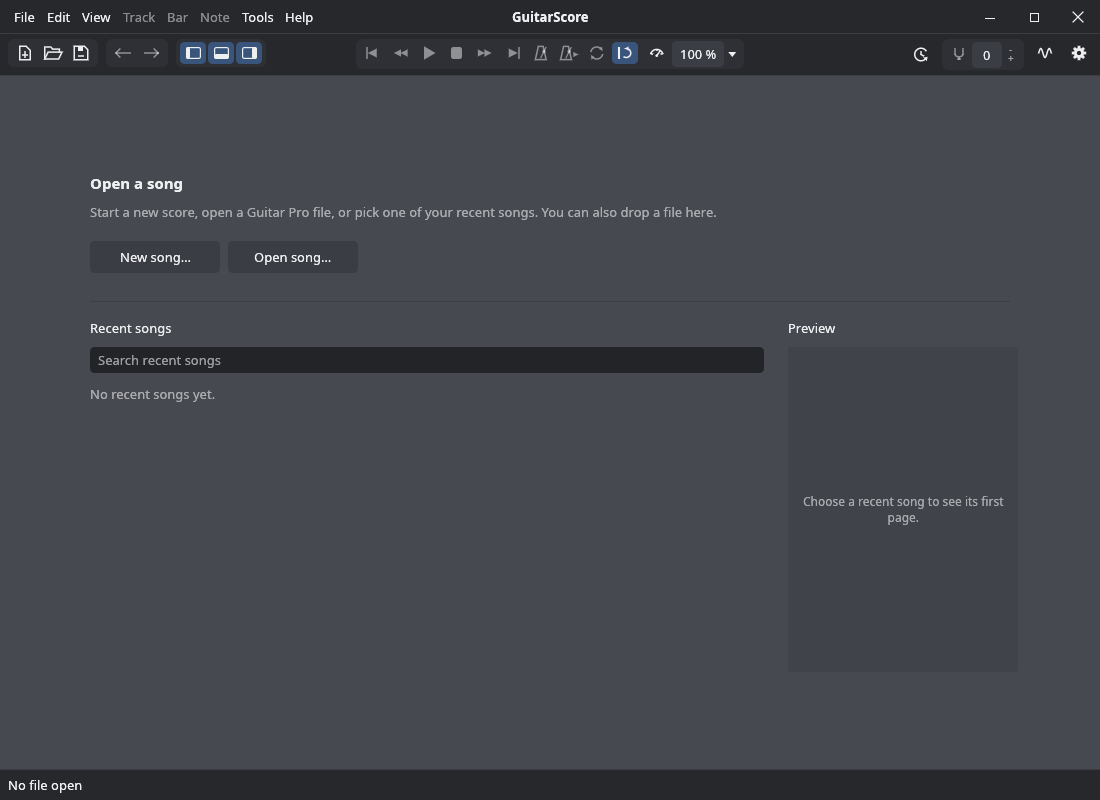 File Edit View Track Bar Note Tools Help
GuitarScore
100 %
0
-
+
Open a song
Start a new score, open a Guitar Pro file, or pick one of your recent songs. You can also drop a file here.
New song...
Open song...
Recent songs
Preview
Search recent songs
No recent songs yet.
Choose a recent song to see its first
page.
No file open